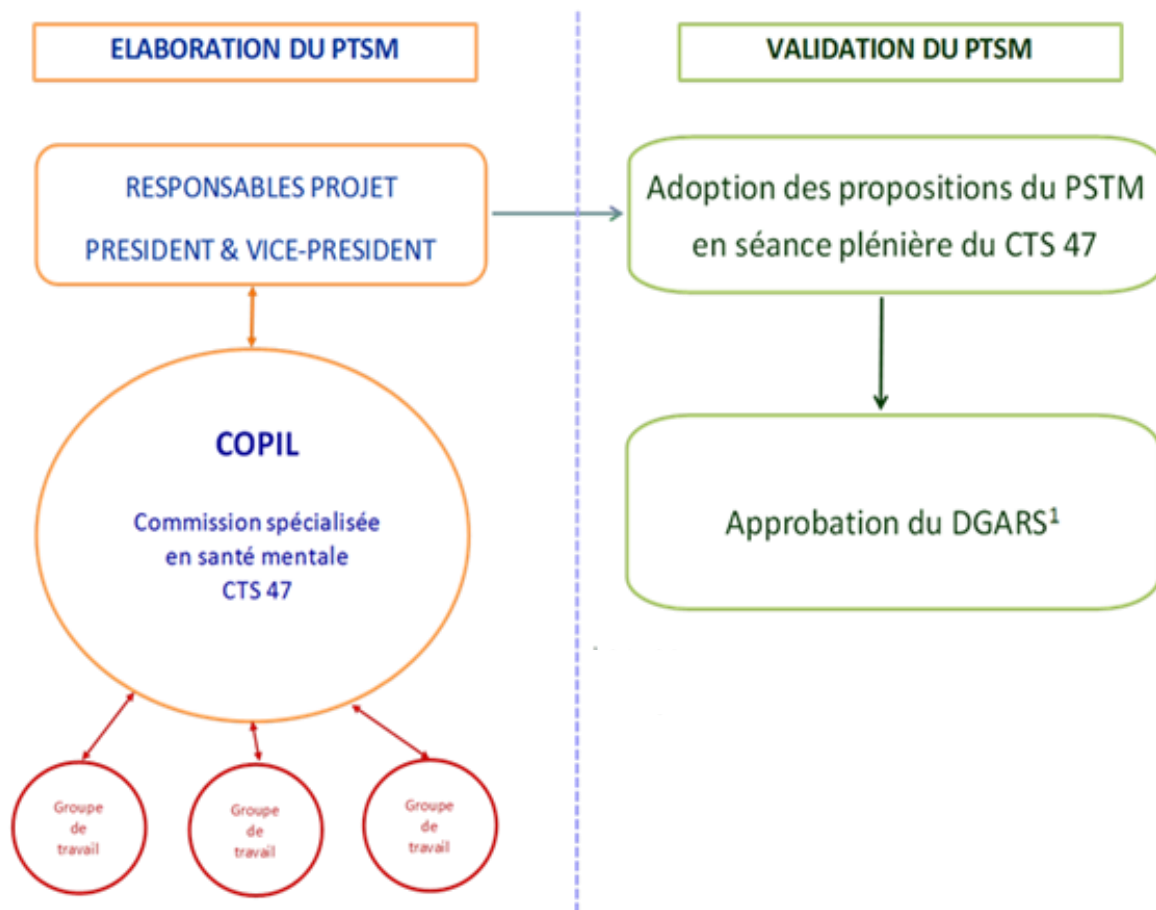 ELABORATION DU PTSM
RESPONSABLES PROJET
PRESIDENT & VICE-PRESIDENT
COPIL
Commission spécialisée
en santé mentale
CTS 47
Groupe
de
travail
Groupe
de
travail
Groupe
de
travail
VALIDATION DU PTSM
Adoption des propositions du PSTM
en séance plénière du CTS 47
Approbation du DGARS¹